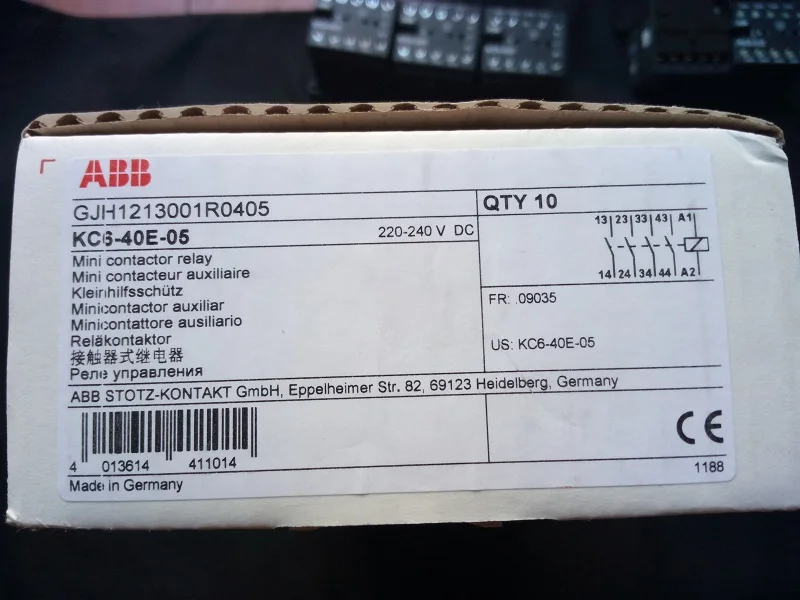 ABB
GJH1213001R0405
QTY 10
KC6-40E-05
220-240 V DC
13 23 33 43 A1
14 24 34 44 A2
Mini contactor relay
Mini contacteur auxiliaire
Kleinhilfsschütz
Minicontactor auxiliar
Minicontattore ausiliario
Reläkontaktor
接触器式继电器
Реле управления
FR: .09035
US: KC6-40E-05
ABB STOTZ-KONTAKT GmbH, Eppelheimer Str. 82, 69123 Heidelberg, Germany
4 013614 411014
CE
Made in Germany
1188